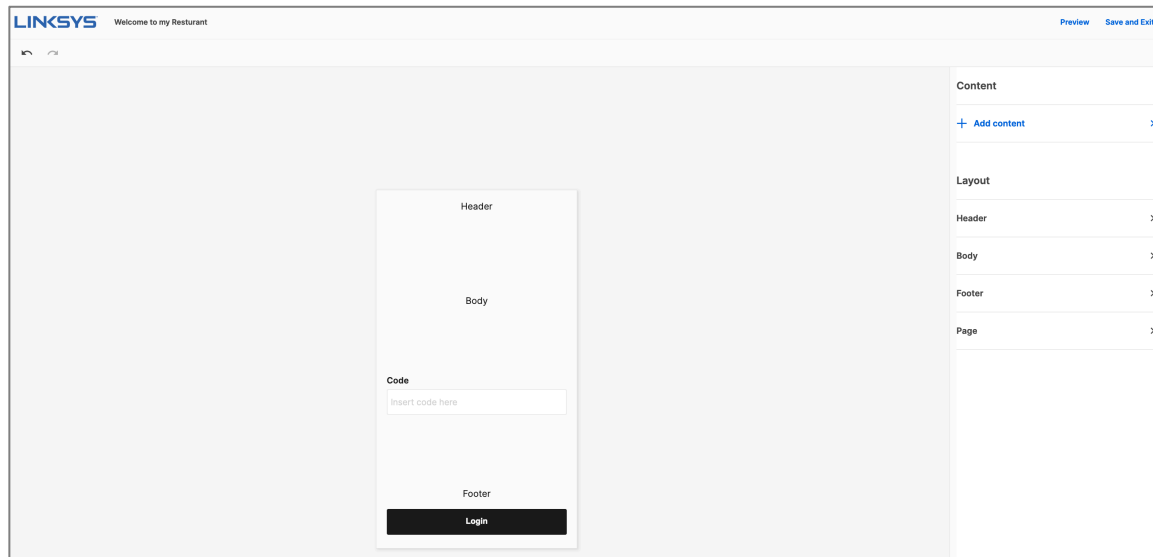 LINKSYS Welcome to my Resturant Preview Save and Exit
Content
+ Add content
Layout
Header
Body
Footer
Page
Header
Body
Code
Insert code here
Footer
Login